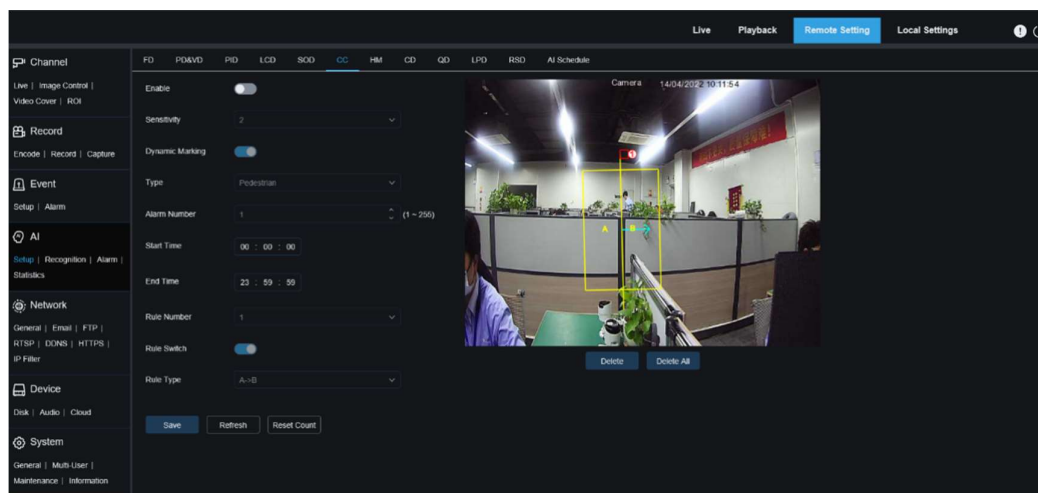 Live Playback Remote Setting Local Settings
Channel
Live | Image Control |
Video Cover | ROI
Record
Encode | Record | Capture
Event
Setup | Alarm
AI
Setup | Recognition | Alarm |
Statistics
Network
General | Email | FTP |
RTSP | DDNS | HTTPS |
IP Filter
Device
Disk | Audio | Cloud
System
General | Multi-User |
Maintenance | Information
FD PD&VD PID LCD SOD CC HM CD QD LPD RSD AI Schedule
Enable
Sensitivity 2
Dynamic Marking
Type Pedestrian
Alarm Number 1 (1 ~ 255)
Start Time 00 : 00 : 00
End Time 23 : 59 : 59
Rule Number 1
Rule Switch
Rule Type A->B
Save Refresh Reset Count
Camera 14/04/2022 10:11:54
1
A B
Delete Delete All